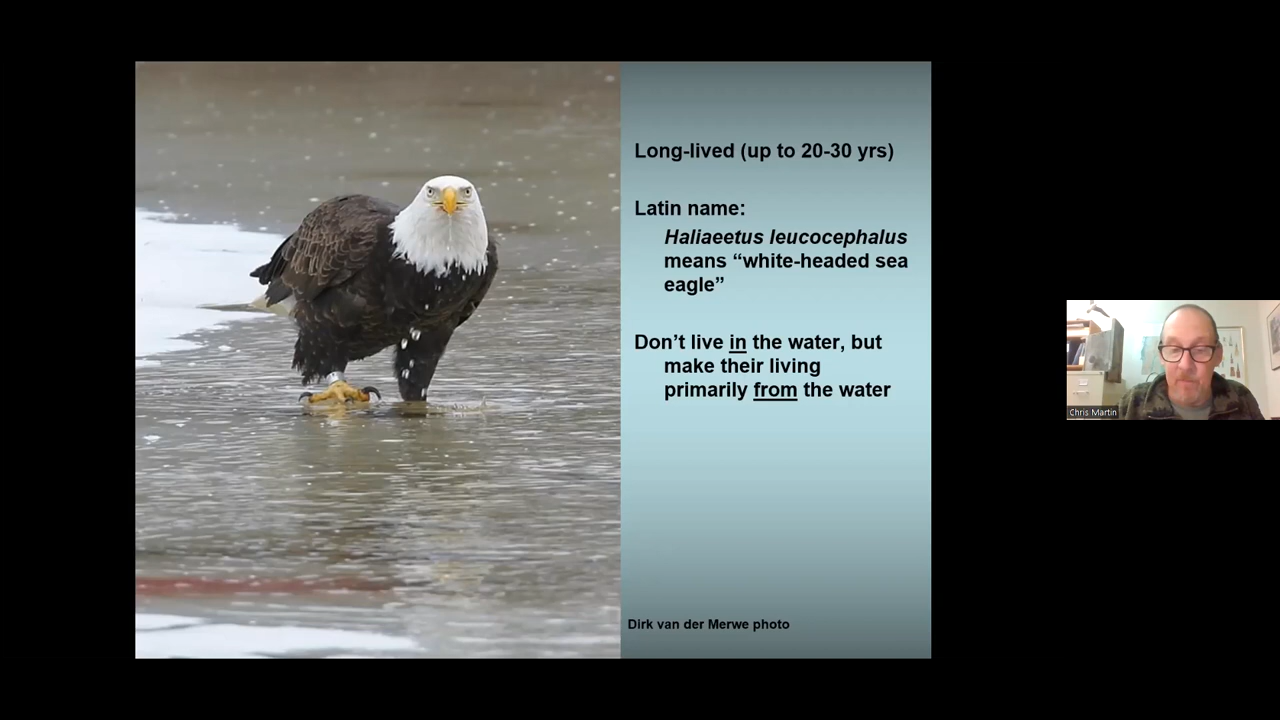 Long-lived (up to 20-30 yrs)
Latin name:
Haliaeetus leucocephalus
means “white-headed sea
eagle”
Don’t live in the water, but
make their living
primarily from the water
Dirk van der Merwe photo
Chris Martin